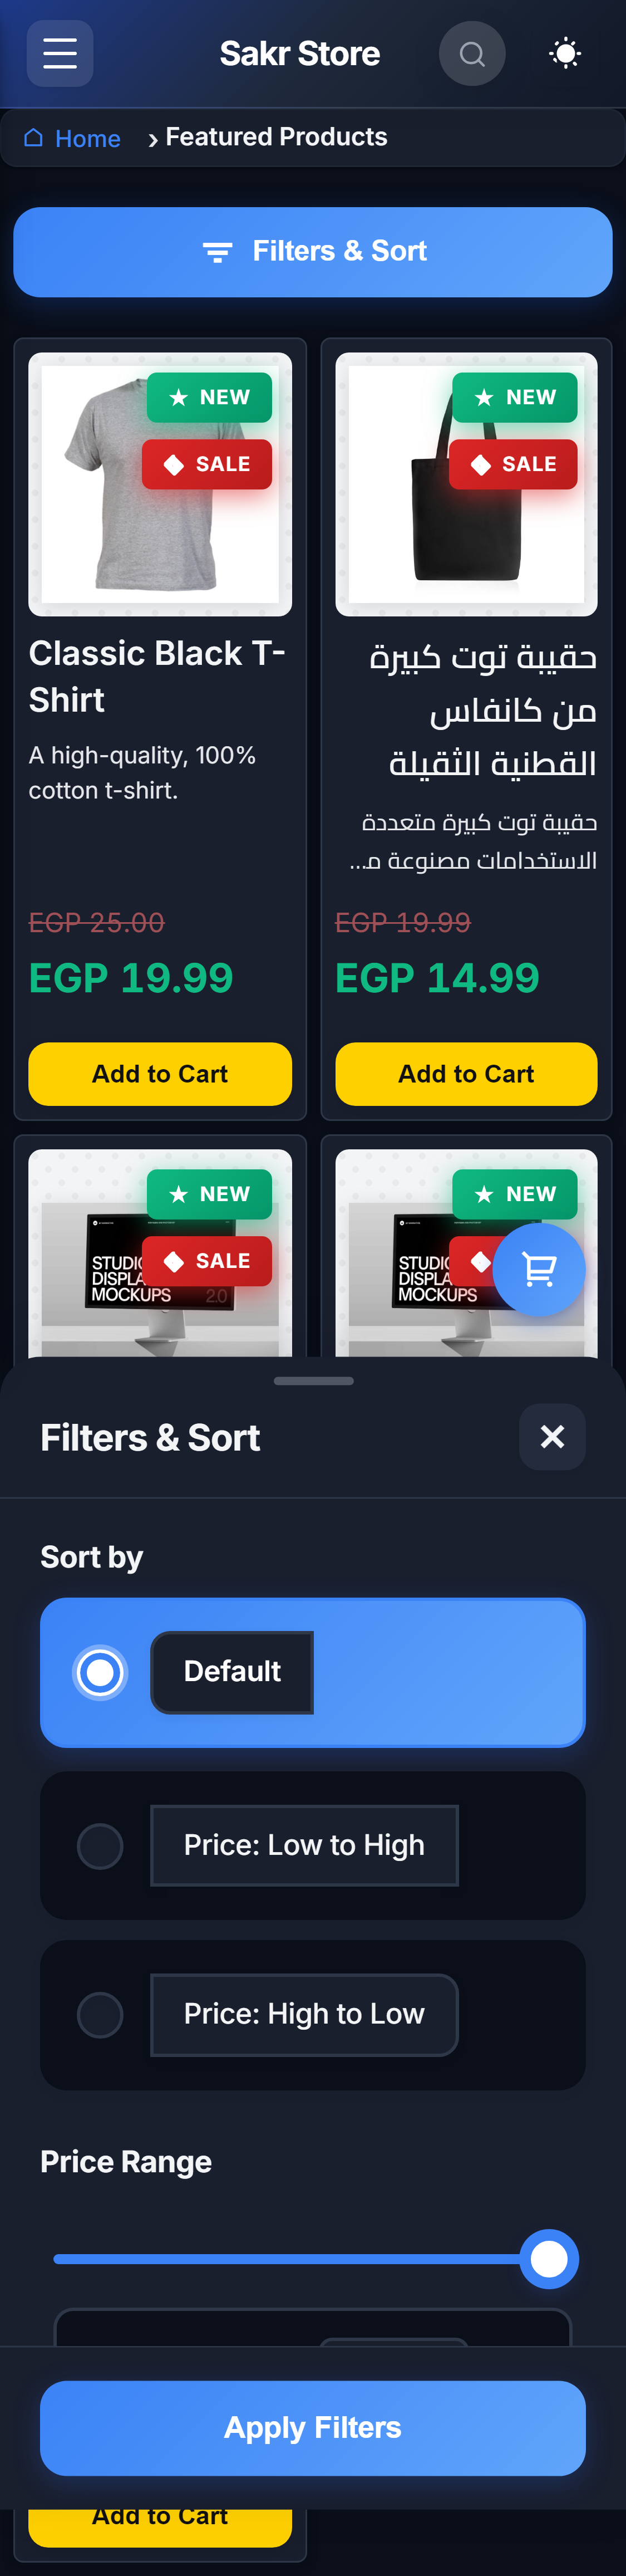 Sakr Store
Home › Featured Products
Filters & Sort
★ NEW
SALE
★ NEW
SALE
Classic Black T-
Shirt
A high-quality, 100%
cotton t-shirt.
EGP 25.00
EGP 19.99
Add to Cart
حقيبة توت كبيرة
من كانفاس
القطنية الثقيلة
حقيبة توت كبيرة متعددة
الاستخدامات مصنوعة م...
EGP 19.99
EGP 14.99
Add to Cart
★ NEW
SALE
STUDIO
DISPLA
MOCKUPS
2.0
★ NEW
STUDIO
DISPLA
MOCKUPS
Filters & Sort
Sort by
Default
Price: Low to High
Price: High to Low
Price Range
Apply Filters
Add to Cart